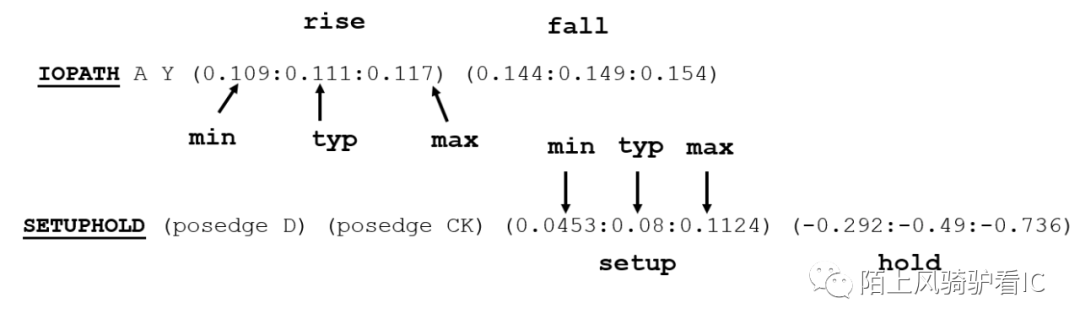 rise fall
IOPATH A Y (0.109:0.111:0.117) (0.144:0.149:0.154)
min typ max
min typ max
SETUPHOLD (posedge D) (posedge CK) (0.0453:0.08:0.1124) (-0.292:-0.49:-0.736)
setup hold
陌上风骑驴看IC